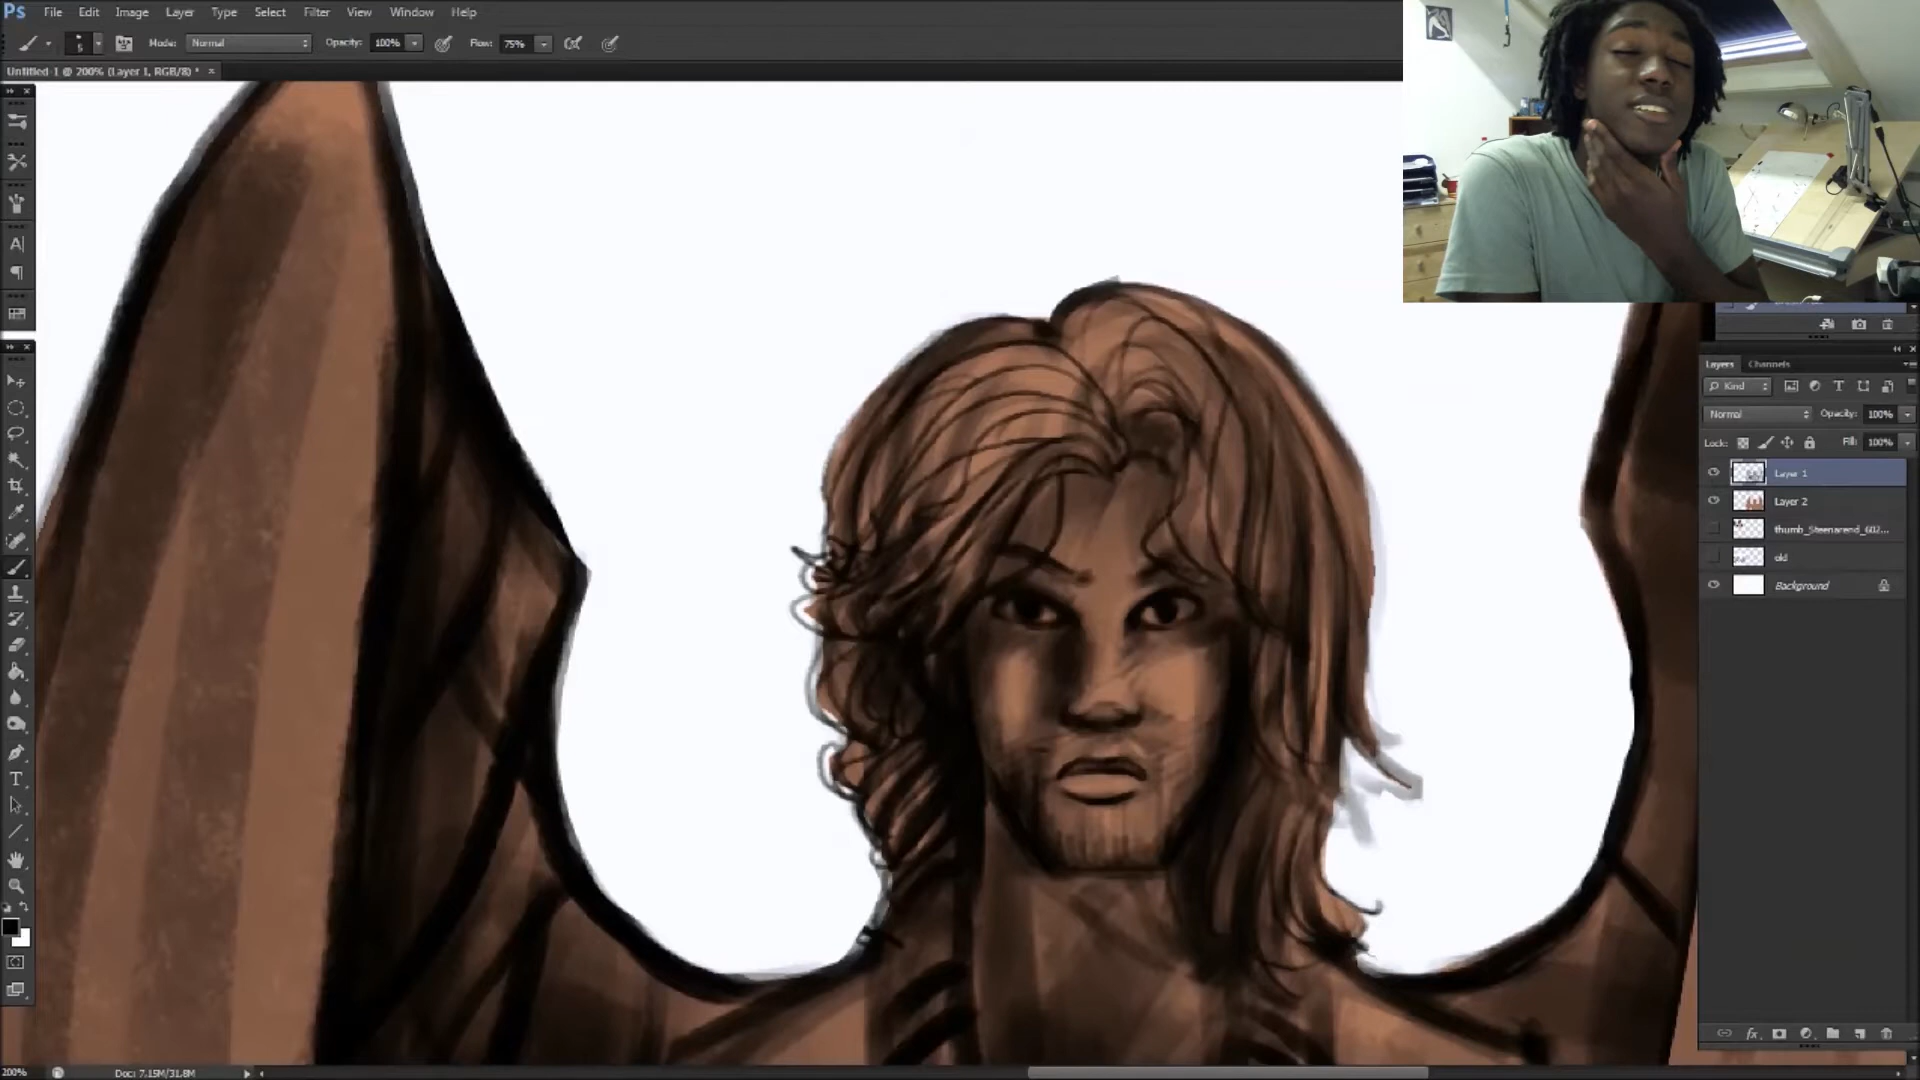 Ps File Edit Image Layer Type Select Filter View Window Help
5 Mode: Normal Opacity: 100% Flow: 75%
Untitled-1 @ 200% (Layer 1, RGB/8) * ×
Layers Channels
Kind
Normal Opacity: 100%
Lock: Fill: 100%
Layer 1
Layer 2
thumb_Steenarend_602...
old
Background
200% Doc: 7,15M/31,8M